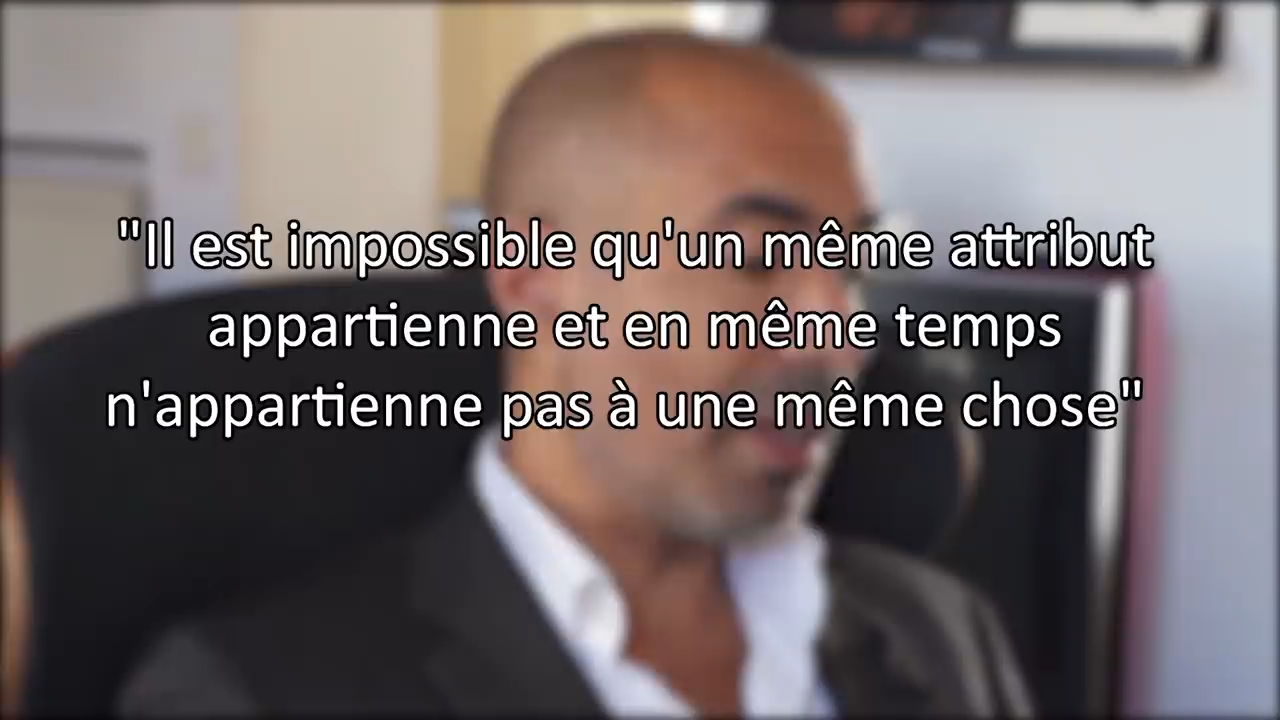 "Il est impossible qu'un même attribut
appartienne et en même temps
n'appartienne pas à une même chose"